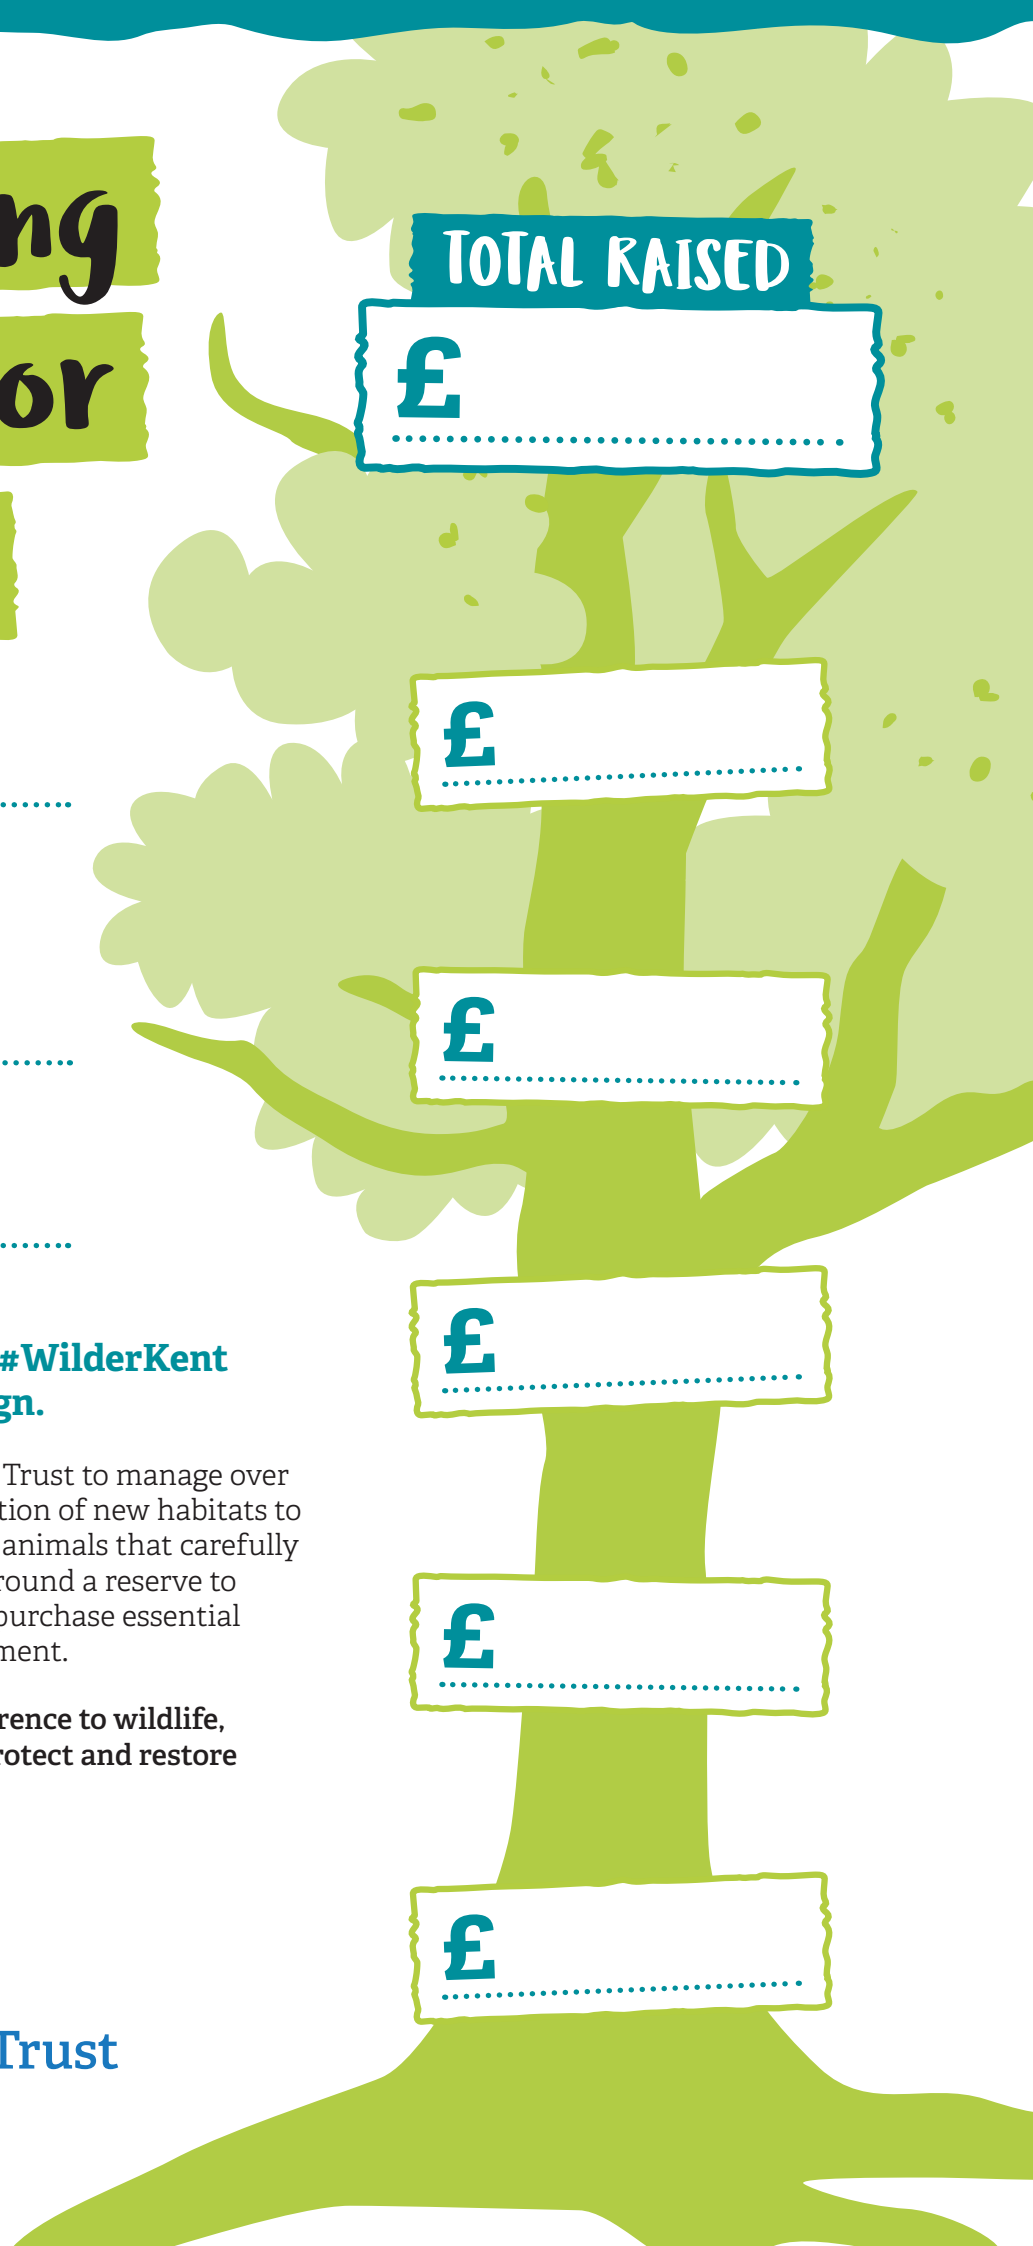 ng
or
TOTAL RAISED
£
£
£
£
£
£
#WilderKent
gn.
Trust to manage over
tion of new habitats to
animals that carefully
round a reserve to
purchase essential
ment.
rence to wildlife,
rotect and restore
Trust